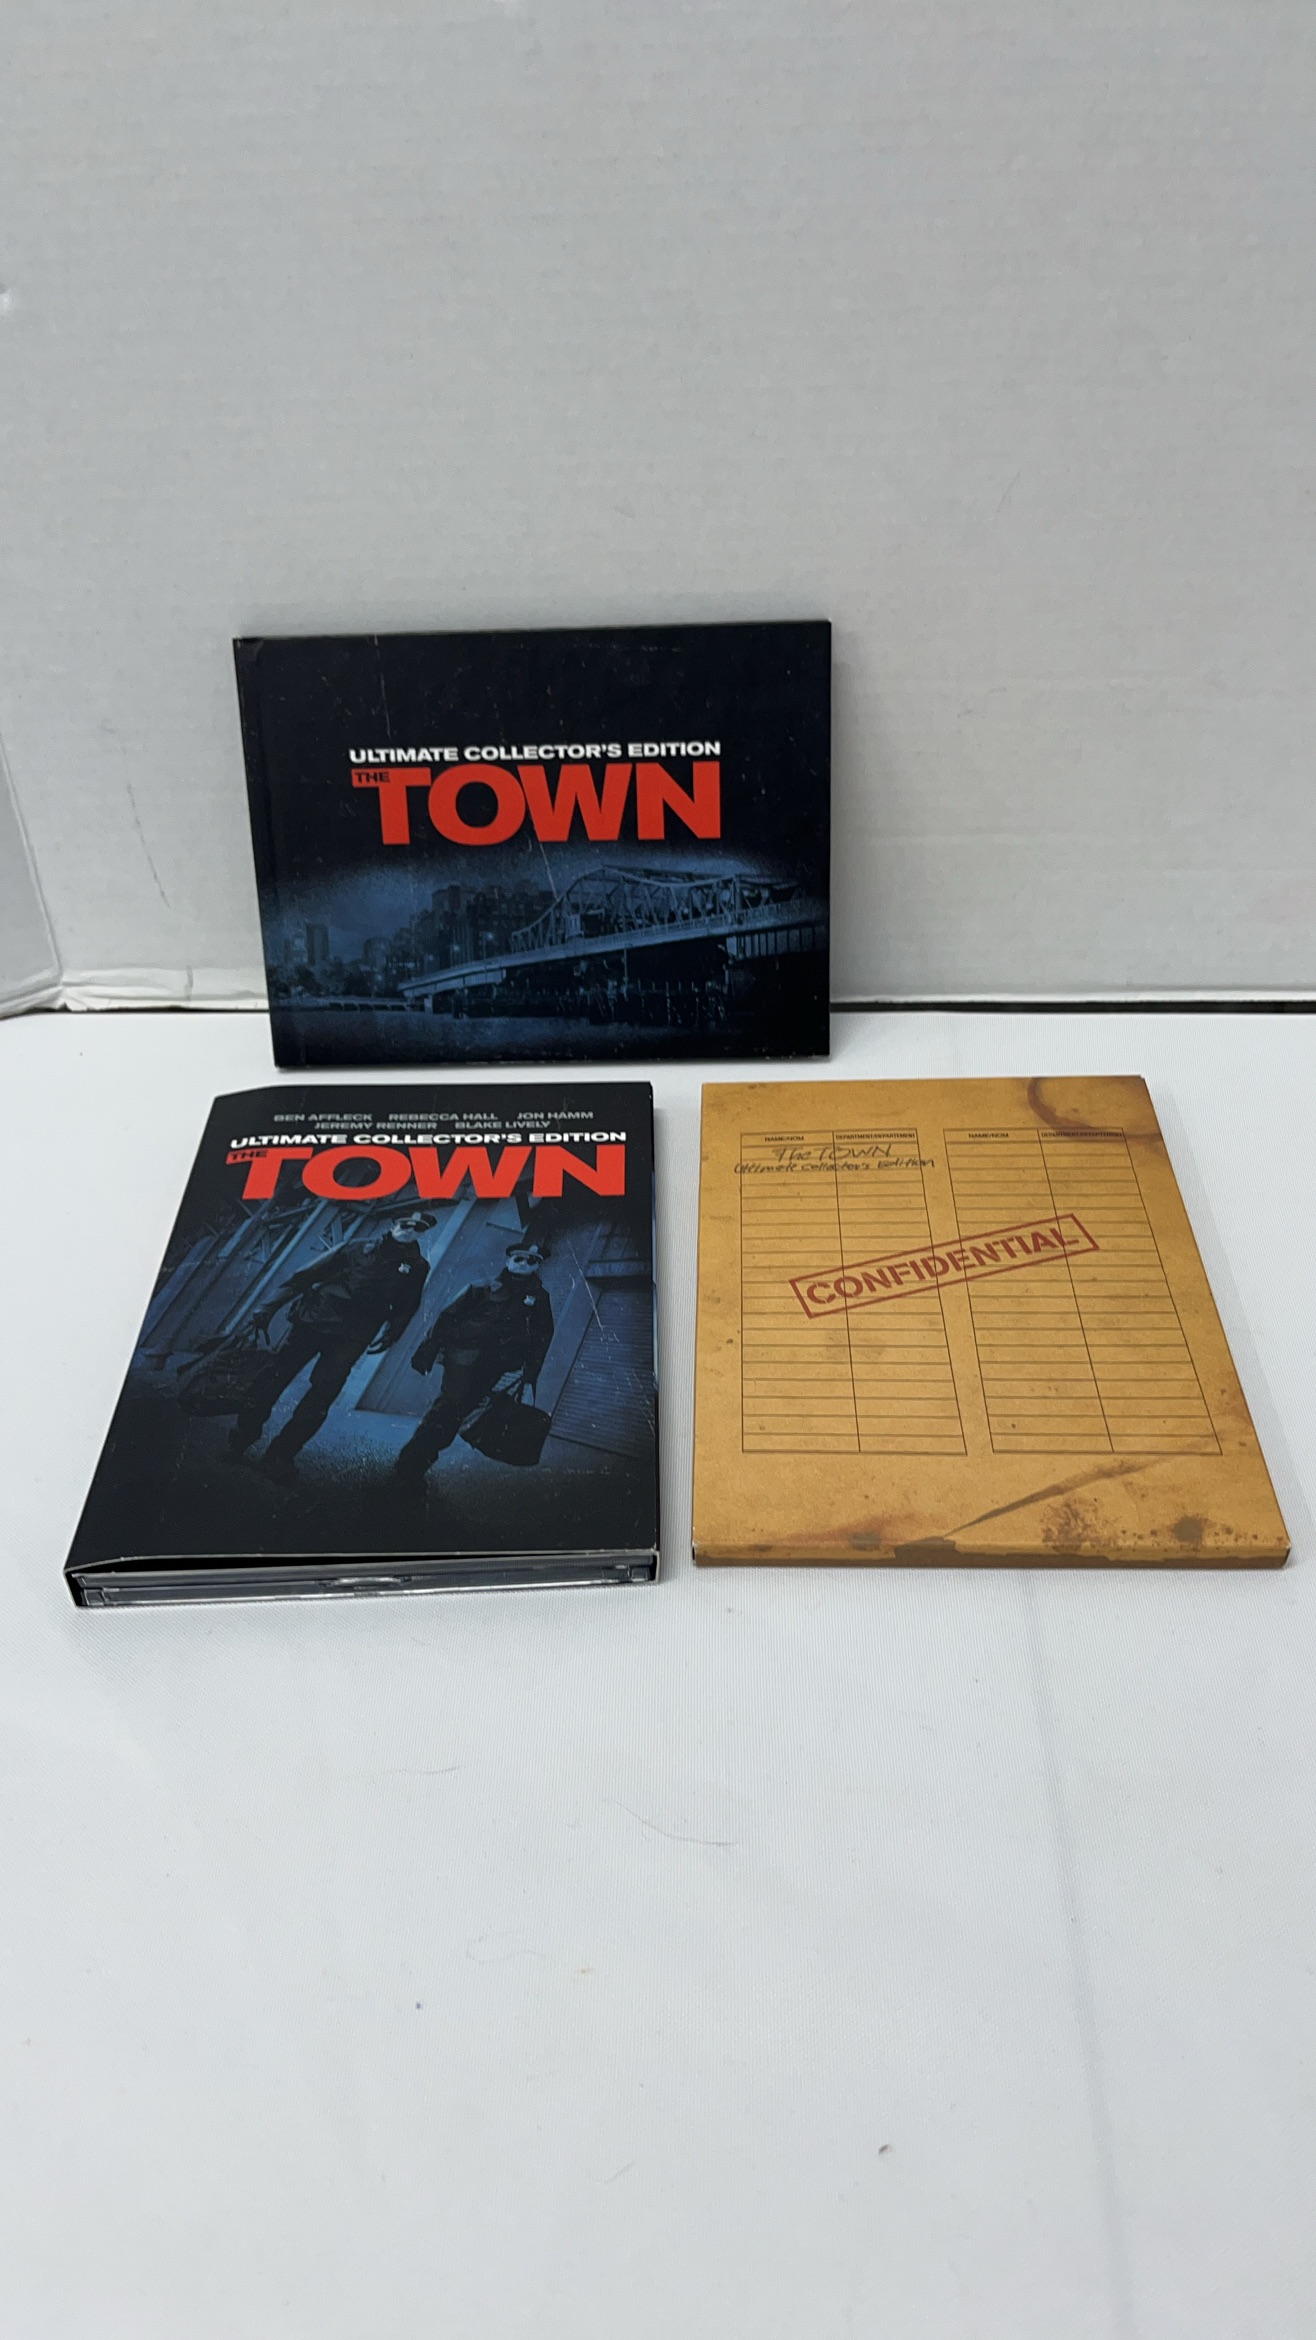 ULTIMATE COLLECTOR'S EDITION
THE TOWN
BEN AFFLECK REBECCA HALL JON HAMM
JEREMY RENNER BLAKE LIVELY
ULTIMATE COLLECTOR'S EDITION
THE TOWN
NAME/NOM DEPARTMENT/DEPARTEMENT NAME/NOM DEPARTMENT/DEPARTEMENT
The TOWN
Ultimate Collector's Edition
CONFIDENTIAL